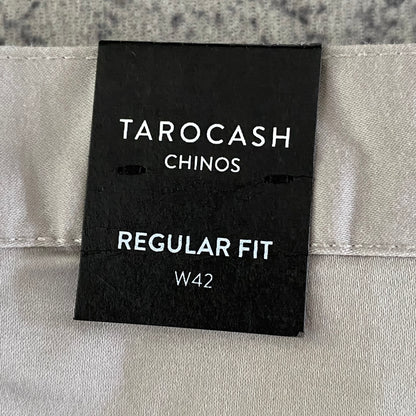 TAROCASH
CHINOS
REGULAR FIT
W42